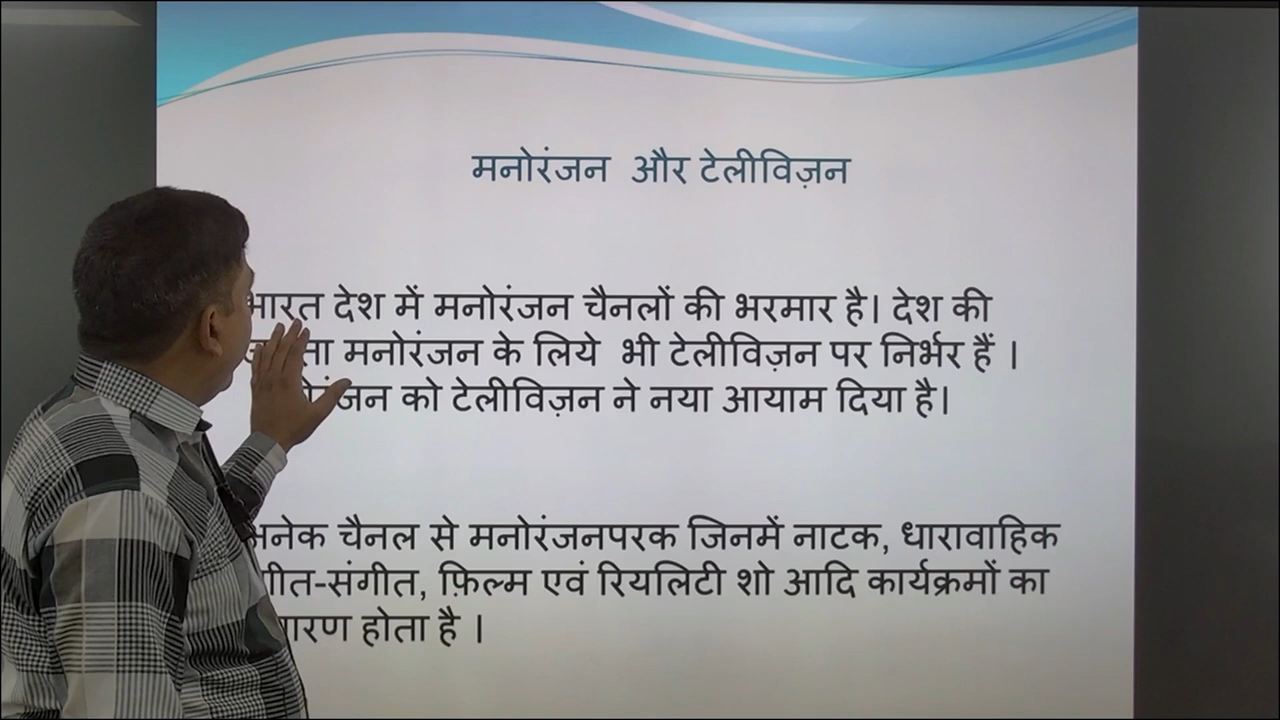 मनोरंजन और टेलीविज़न
भारत देश में मनोरंजन चैनलों की भरमार है। देश की
मनोरंजन के लिये भी टेलीविज़न पर निर्भर हैं ।
को टेलीविज़न ने नया आयाम दिया है।
अनेक चैनल से मनोरंजनपरक जिनमें नाटक, धारावाहिक
गीत-संगीत, फ़िल्म एवं रियलिटी शो आदि कार्यक्रमों का
होता है ।